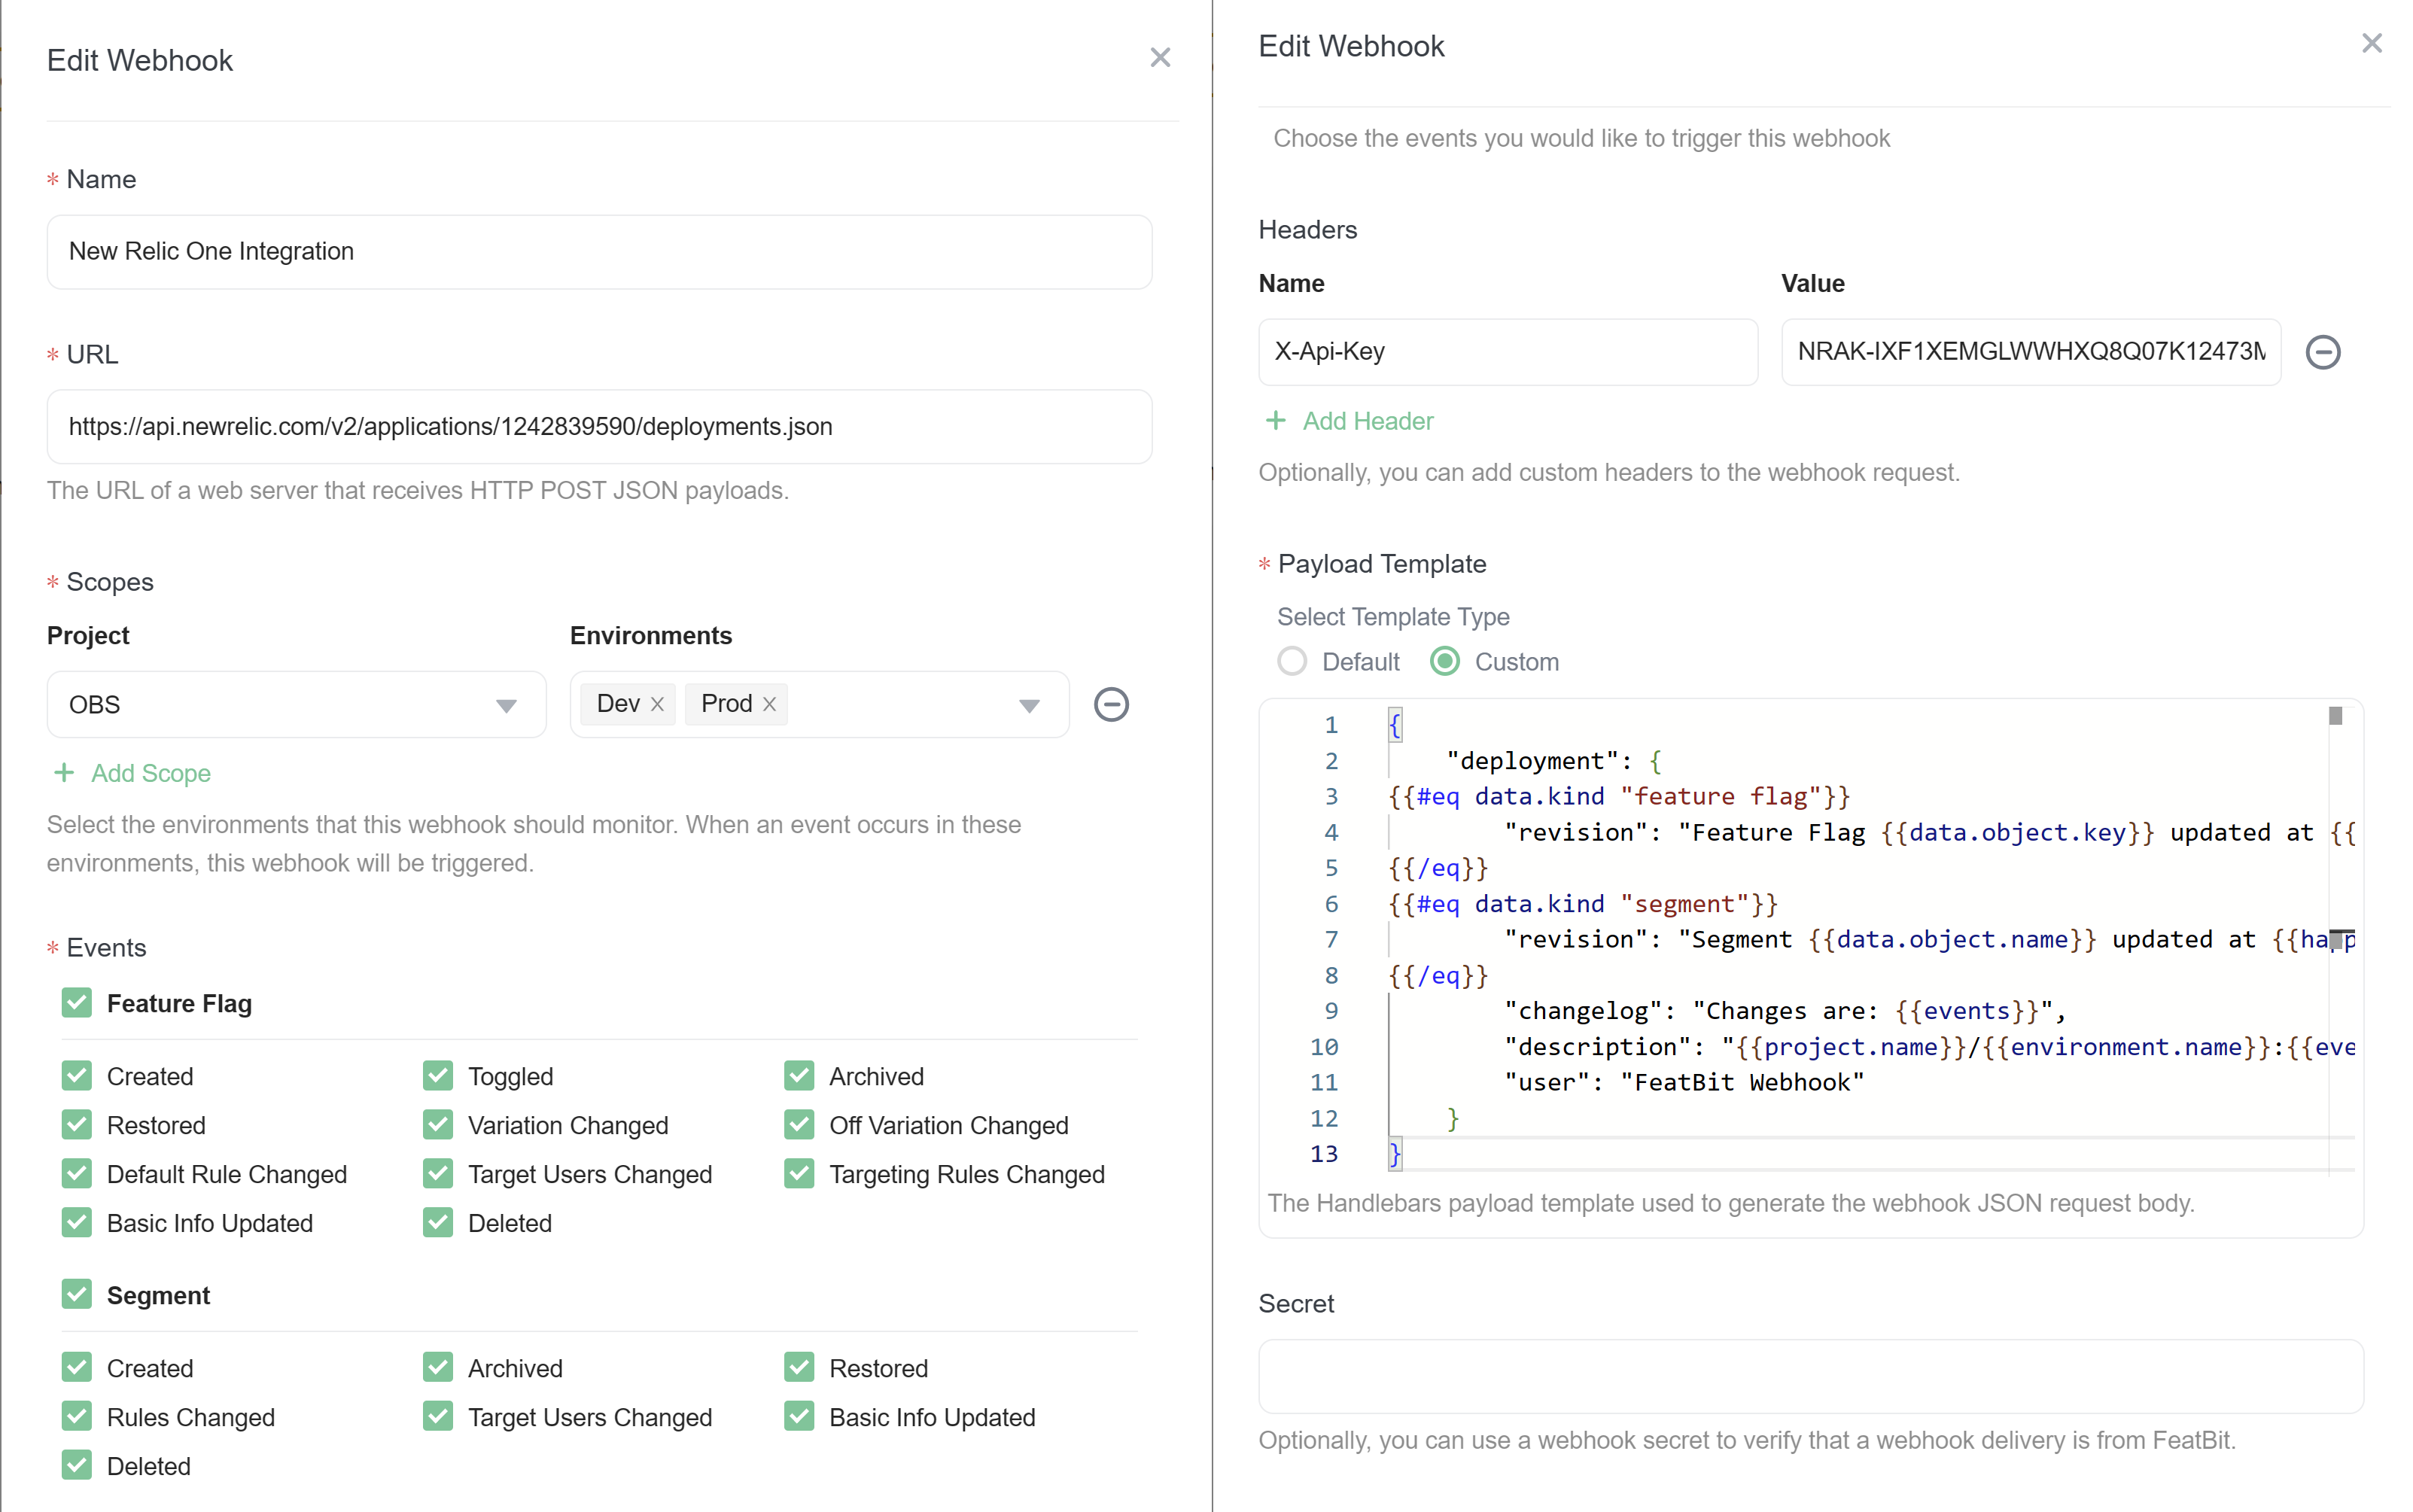 Edit Webhook
* Name
New Relic One Integration
* URL
https://api.newrelic.com/v2/applications/1242839590/deployments.json
The URL of a web server that receives HTTP POST JSON payloads.
* Scopes
Project Environments
OBS Dev Prod
+ Add Scope
Select the environments that this webhook should monitor. When an event occurs in these
environments, this webhook will be triggered.
* Events
Feature Flag
Created Toggled Archived
Restored Variation Changed Off Variation Changed
Default Rule Changed Target Users Changed Targeting Rules Changed
Basic Info Updated Deleted
Segment
Created Archived Restored
Rules Changed Target Users Changed Basic Info Updated
Deleted
Edit Webhook
Choose the events you would like to trigger this webhook
Headers
Name Value
X-Api-Key NRAK-IXF1XEMGLWWHXQ8Q07K12473
+ Add Header
Optionally, you can add custom headers to the webhook request.
* Payload Template
Select Template Type
Default Custom
1 {
2 "deployment": {
3 {{#eq data.kind "feature flag"}}
4 "revision": "Feature Flag {{data.object.key}} updated at {{
5 {{/eq}}
6 {{#eq data.kind "segment"}}
7 "revision": "Segment {{data.object.name}} updated at {{happ
8 {{/eq}}
9 "changelog": "Changes are: {{events}}",
10 "description": "{{project.name}}/{{environment.name}}:{{eve
11 "user": "FeatBit Webhook"
12 }
13 }
The Handlebars payload template used to generate the webhook JSON request body.
Secret
Optionally, you can use a webhook secret to verify that a webhook delivery is from FeatBit.